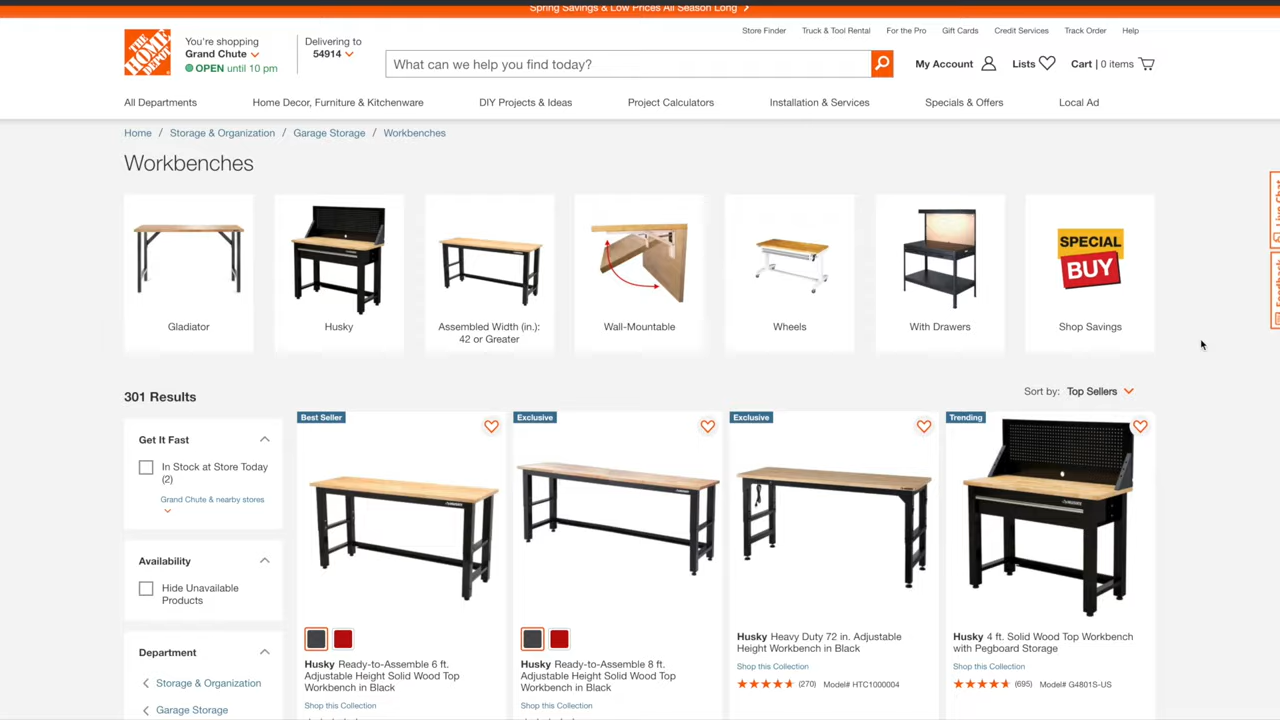 Spring Savings & Low Prices All Season Long
Store Finder
Truck & Tool Rental
For the Pro
Gift Cards
Credit Services
Track Order
Help
THE HOME DEPOT
You're shopping
Grand Chute
OPEN until 10 pm
Delivering to
54914
What can we help you find today?
My Account
Lists
Cart | 0 items
All Departments
Home Decor, Furniture & Kitchenware
DIY Projects & Ideas
Project Calculators
Installation & Services
Specials & Offers
Local Ad
Home / Storage & Organization / Garage Storage / Workbenches
Workbenches
Live Chat
Feedback
SPECIAL
BUY
Gladiator
Husky
Assembled Width (in.):
42 or Greater
Wall-Mountable
Wheels
With Drawers
Shop Savings
301 Results
Sort by: Top Sellers
Get It Fast
In Stock at Store Today
(2)
Grand Chute & nearby stores
Availability
Hide Unavailable
Products
Department
Storage & Organization
Garage Storage
Best Seller
Husky Ready-to-Assemble 6 ft.
Adjustable Height Solid Wood Top
Workbench in Black
Shop this Collection
Exclusive
Husky Ready-to-Assemble 8 ft.
Adjustable Height Solid Wood Top
Workbench in Black
Shop this Collection
Exclusive
Husky Heavy Duty 72 in. Adjustable
Height Workbench in Black
Shop this Collection
(270) Model# HTC1000004
Trending
Husky 4 ft. Solid Wood Top Workbench
with Pegboard Storage
Shop this Collection
(695) Model# G4801S-US